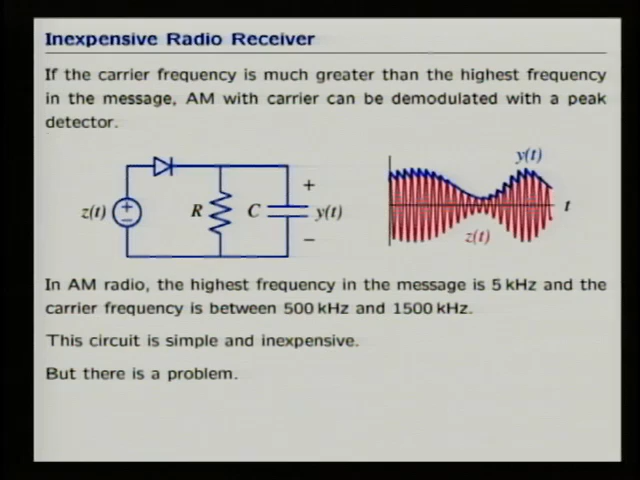 Inexpensive Radio Receiver
If the carrier frequency is much greater than the highest frequency
in the message, AM with carrier can be demodulated with a peak
detector.
z(t)
+
−
R
C
+
y(t)
−
y(t)
t
z(t)
In AM radio, the highest frequency in the message is 5 kHz and the
carrier frequency is between 500 kHz and 1500 kHz.
This circuit is simple and inexpensive.
But there is a problem.